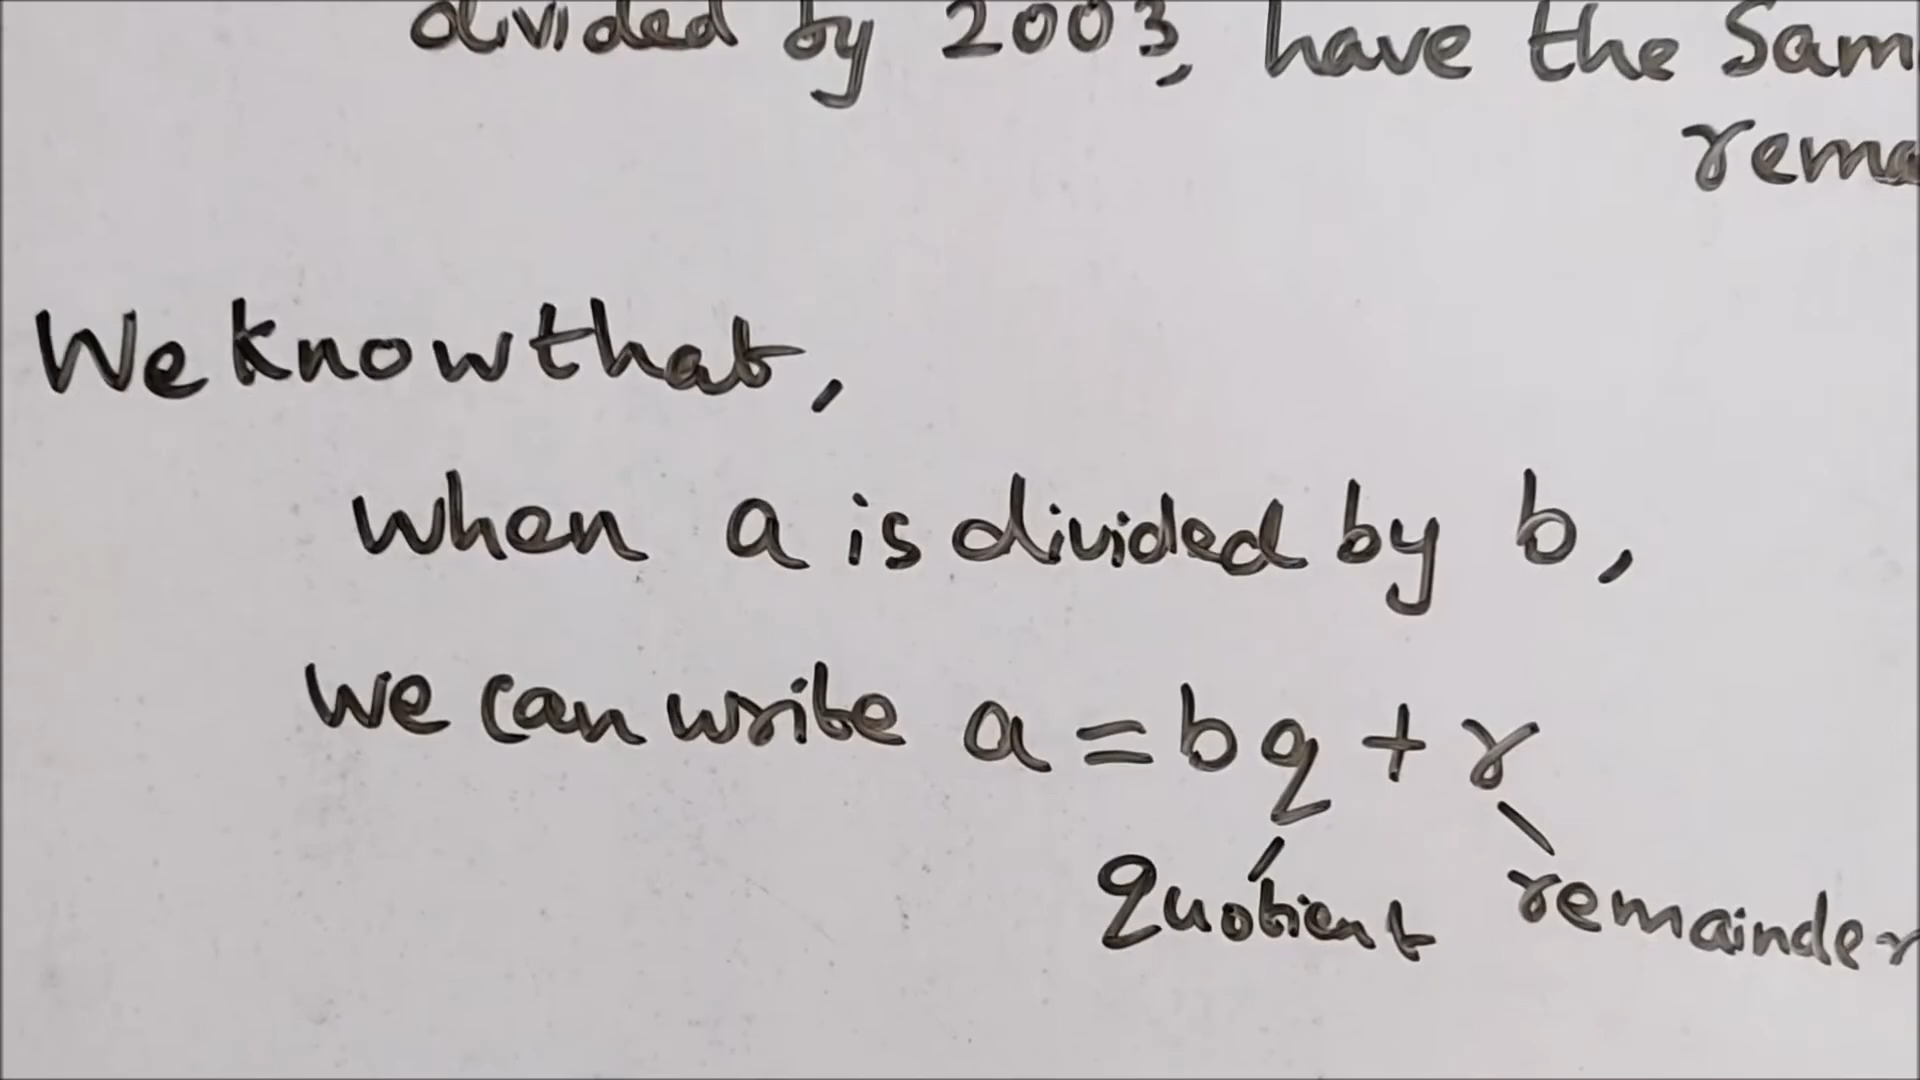 divided by 2003, have the Sam
rema
We know that,
when a is divided by b,
we can write a = bq + r
quotient remainder